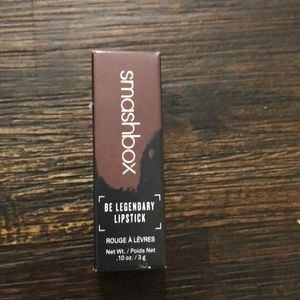 smashbox
BE LEGENDARY
LIPSTICK
ROUGE À LÈVRES
Net Wt. / Poids Net
.10 oz. / 3 g